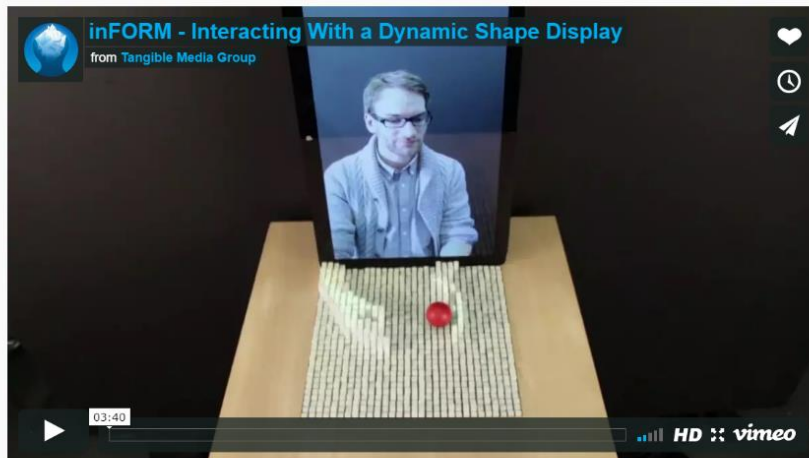 inFORM - Interacting With a Dynamic Shape Display
from Tangible Media Group
03:40
HD vimeo